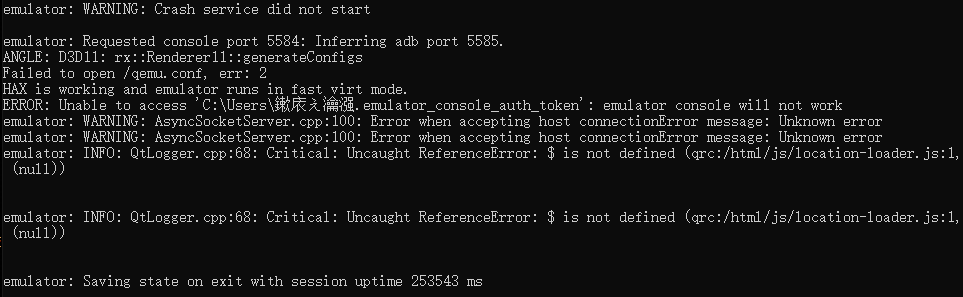 emulator: WARNING: Crash service did not start
emulator: Requested console port 5584: Inferring adb port 5585.
ANGLE: D3D11: rx::Renderer11::generateConfigs
Failed to open /qemu.conf, err: 2
HAX is working and emulator runs in fast virt mode.
ERROR: Unable to access 'C:\Users\.emulator_console_auth_token': emulator console will not work
emulator: WARNING: AsyncSocketServer.cpp:100: Error when accepting host connectionError message: Unknown error
emulator: WARNING: AsyncSocketServer.cpp:100: Error when accepting host connectionError message: Unknown error
emulator: INFO: QtLogger.cpp:68: Critical: Uncaught ReferenceError: $ is not defined (qrc:/html/js/location-loader.js:1,
(null))
emulator: INFO: QtLogger.cpp:68: Critical: Uncaught ReferenceError: $ is not defined (qrc:/html/js/location-loader.js:1,
(null))
emulator: Saving state on exit with session uptime 253543 ms